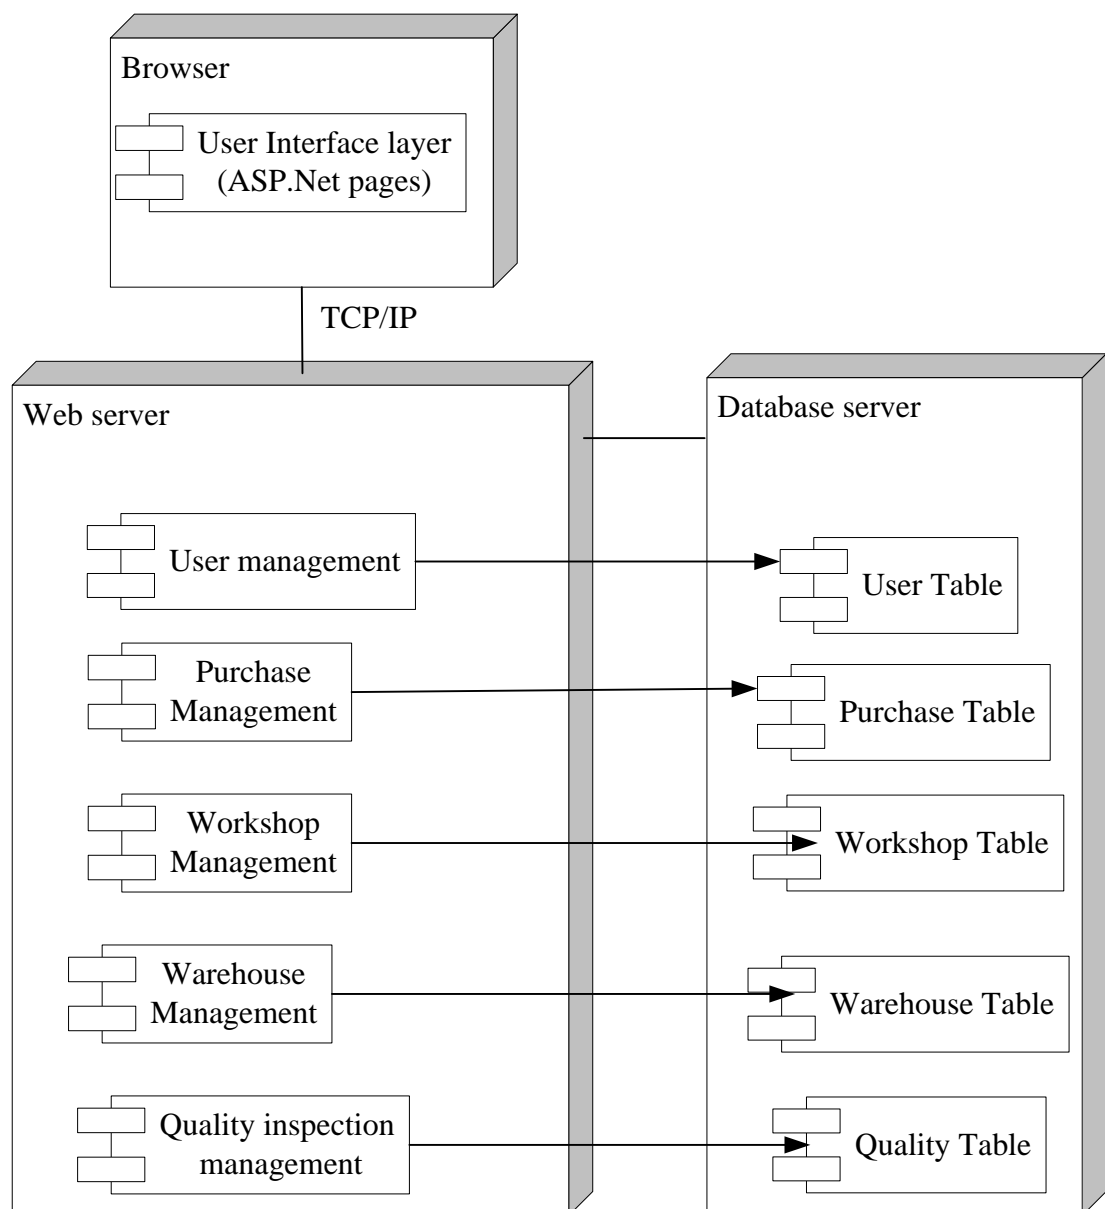 Browser
User Interface layer
(ASP.Net pages)
TCP/IP
Web server
Database server
User management
User Table
Purchase
Management
Purchase Table
Workshop
Management
Workshop Table
Warehouse
Management
Warehouse Table
Quality inspection
management
Quality Table